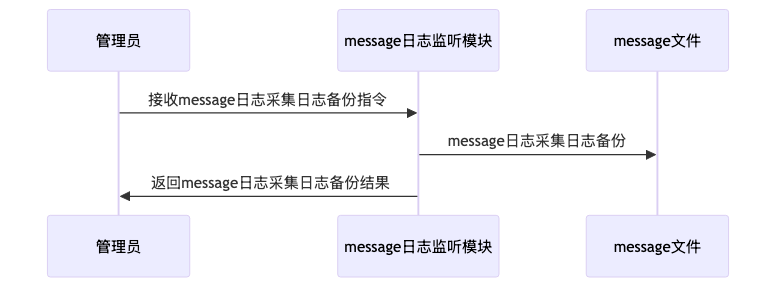 管理员
message日志监听模块
message文件
接收message日志采集日志备份指令
message日志采集日志备份
返回message日志采集日志备份结果
管理员
message日志监听模块
message文件